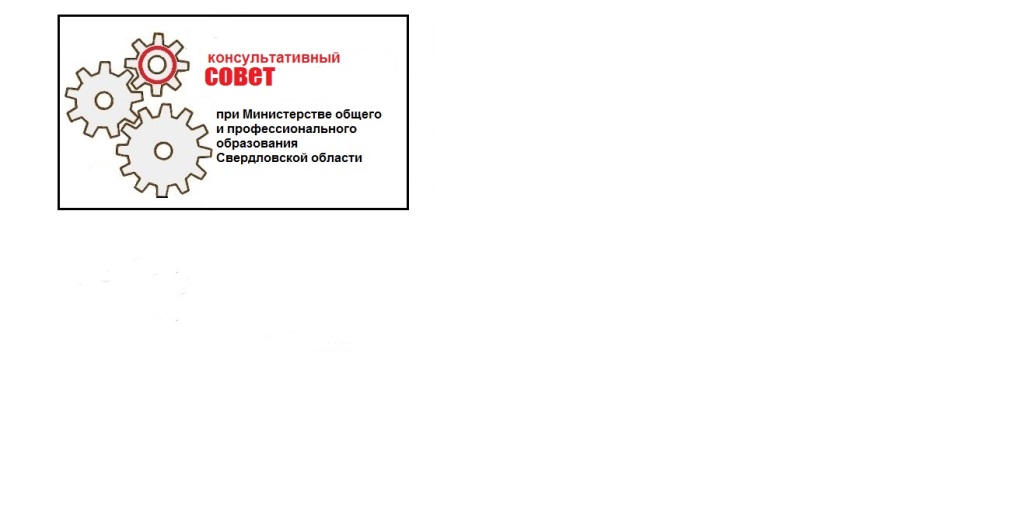 консультативный
совет
при Министерстве общего
и профессионального
образования
Свердловской области